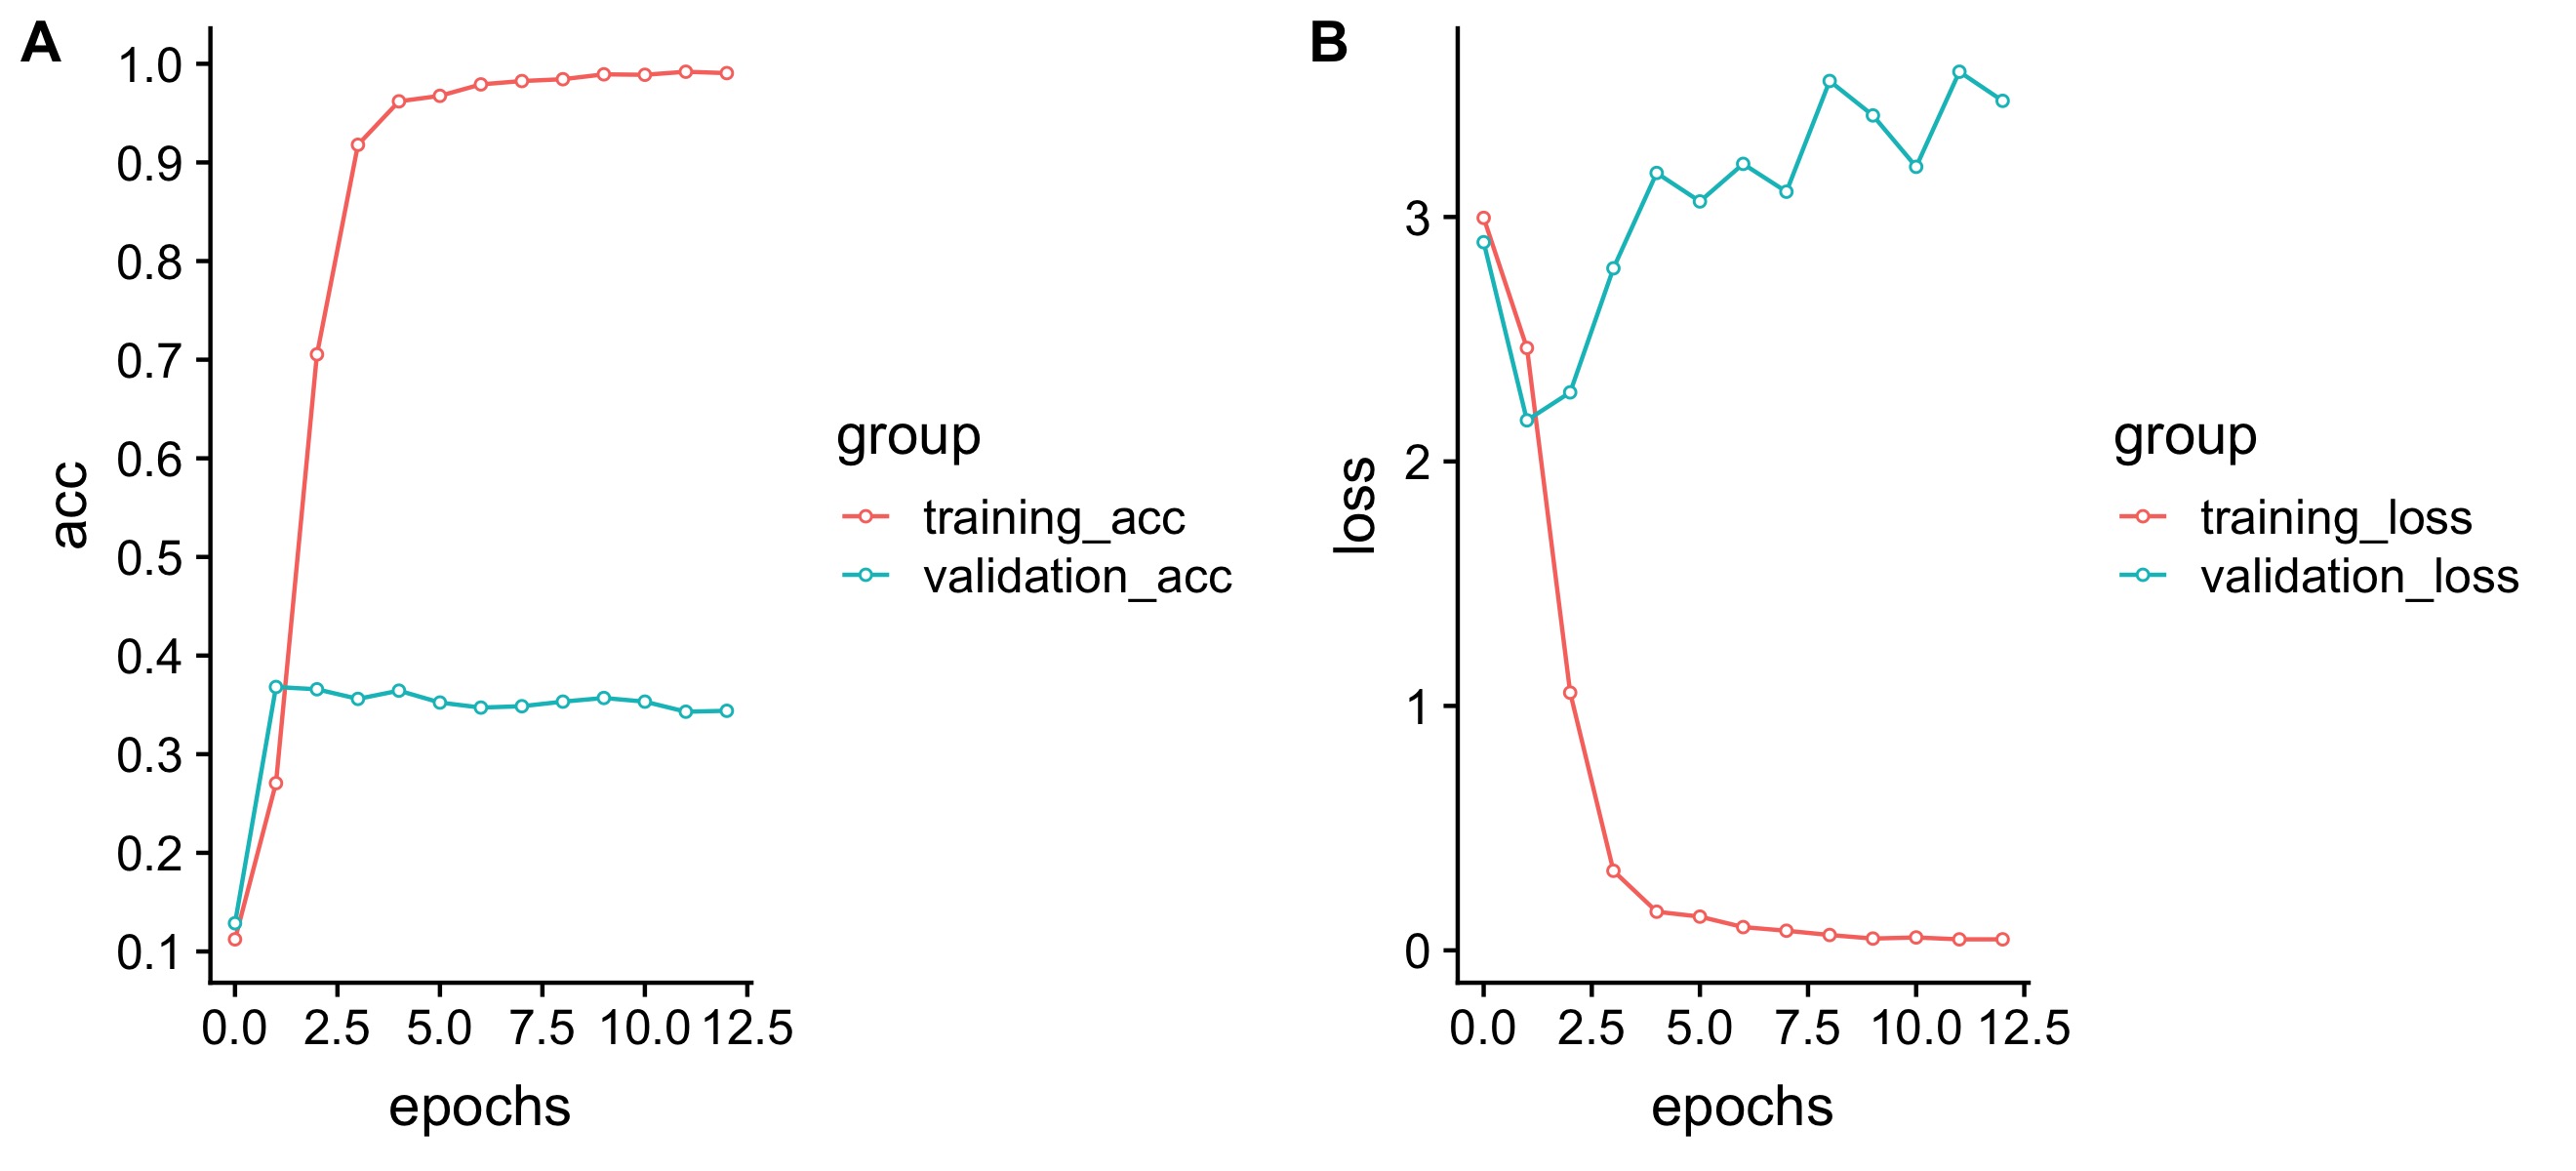 A
1.0
0.9
0.8
0.7
0.6
0.5
0.4
0.3
0.2
0.1
acc
0.0 2.5 5.0 7.5 10.0 12.5
epochs
group
training_acc
validation_acc
B
3
2
1
0
loss
0.0 2.5 5.0 7.5 10.0 12.5
epochs
group
training_loss
validation_loss